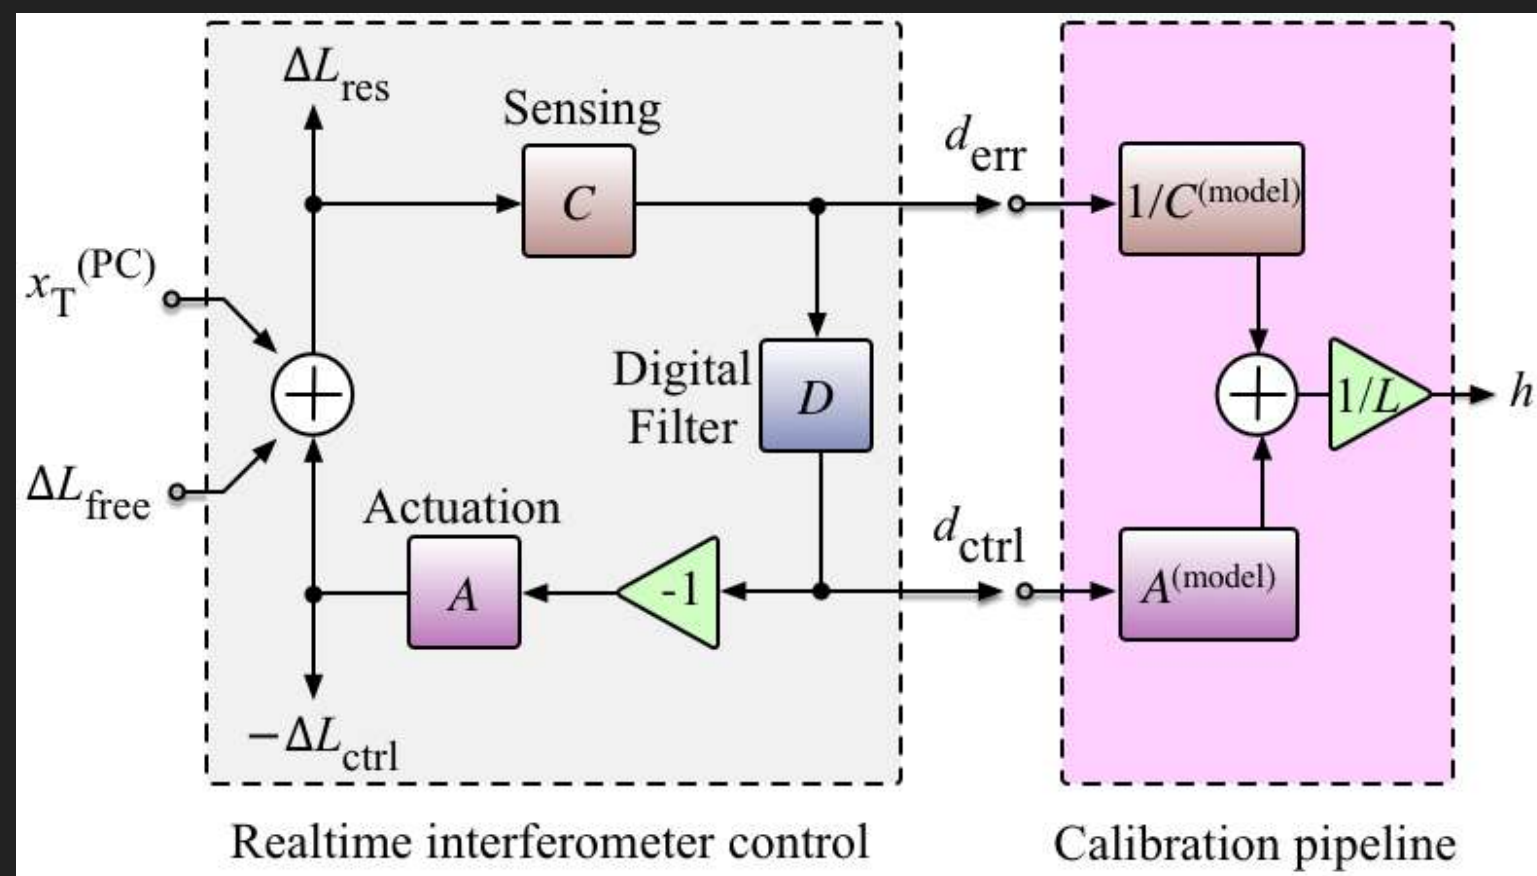 ΔL_res
Sensing
C
d_err
1/C^(model)
x_T^(PC)
Digital
Filter
D
1/L
h
ΔL_free
Actuation
A
-1
d_ctrl
A^(model)
−ΔL_ctrl
Realtime interferometer control
Calibration pipeline